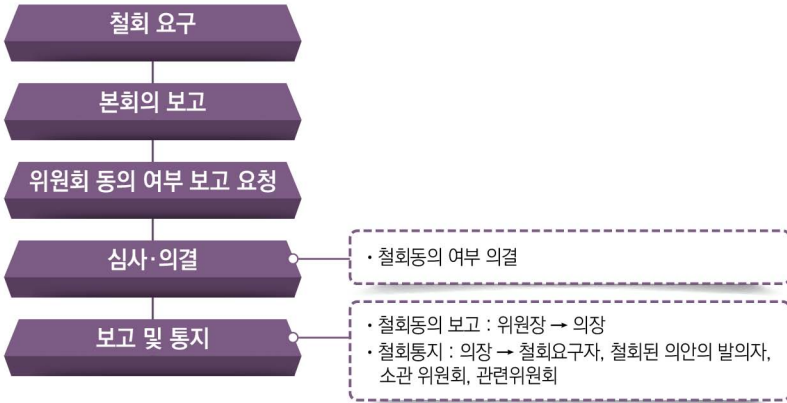 철회 요구
본회의 보고
위원회 동의 여부 보고 요청
심사·의결
· 철회동의 여부 의결
보고 및 통지
· 철회동의 보고 : 위원장 → 의장
· 철회통지 : 의장 → 철회요구자, 철회된 의안의 발의자,
소관 위원회, 관련위원회